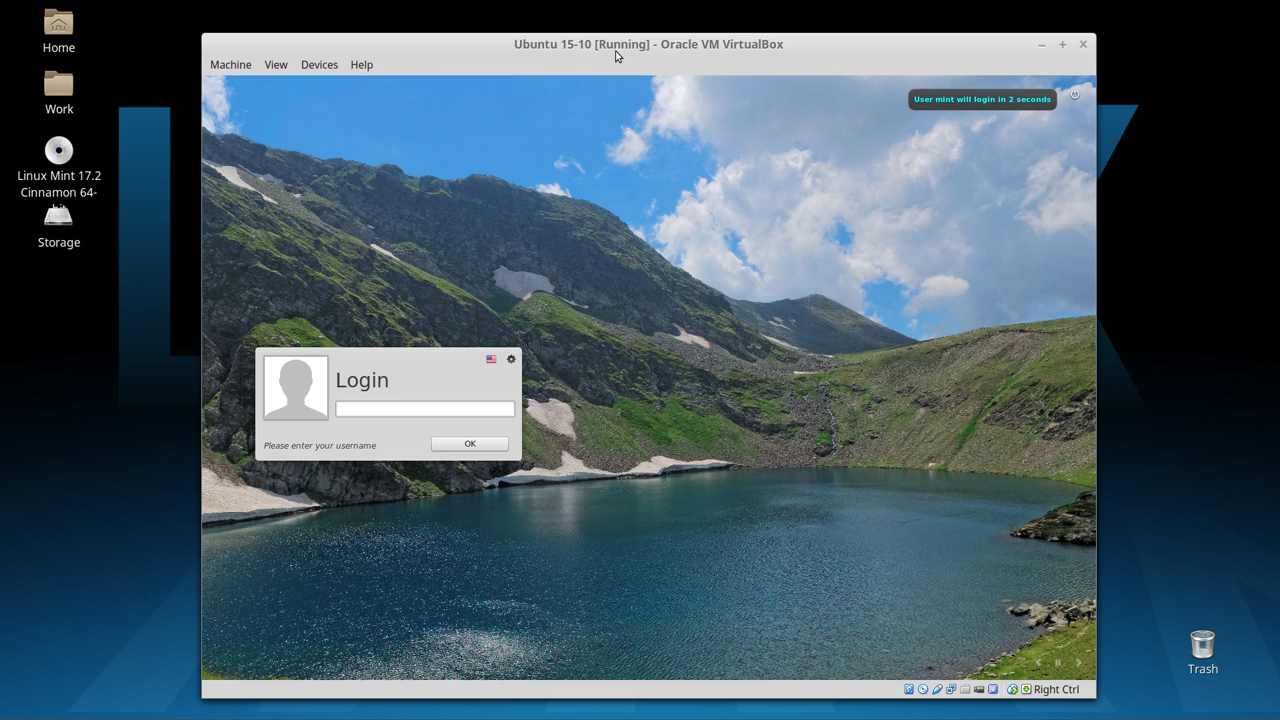 Home
Work
Linux Mint 17.2
Cinnamon 64-
Storage
Ubuntu 15-10 [Running] - Oracle VM VirtualBox
Machine View Devices Help
User mint will login in 2 seconds
Login
Please enter your username
OK
Right Ctrl
Trash